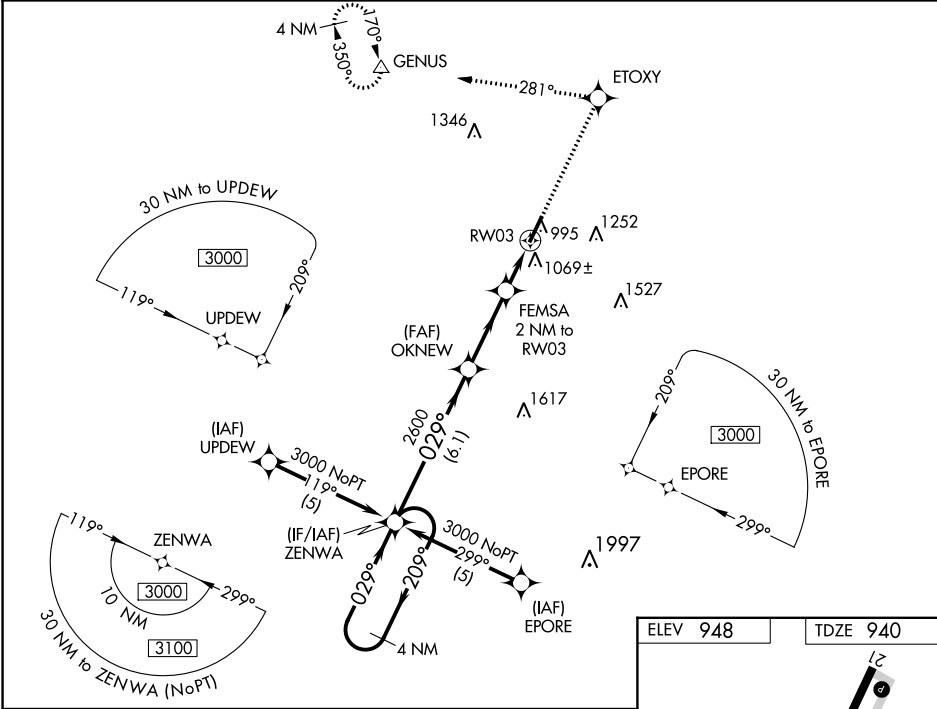 4 NM
170°
350°
GENUS
281°
ETOXY
1346
30 NM to UPDEW
3000
119°
209°
UPDEW
RW03
995
1252
1069±
1527
FEMSA
2 NM to
RW03
(FAF)
OKNEW
1617
2600
029°
(6.1)
30 NM to EPORE
209°
3000
EPORE
299°
(IAF)
UPDEW
3000 NoPT
119°
(5)
(IF/IAF)
ZENWA
3000 NoPT
299°
(5)
1997
(IAF)
EPORE
029°
209°
4 NM
119°
ZENWA
3000
299°
10 NM
3100
30 NM to ZENWA (NoPT)
ELEV 948
TDZE 940
21
P